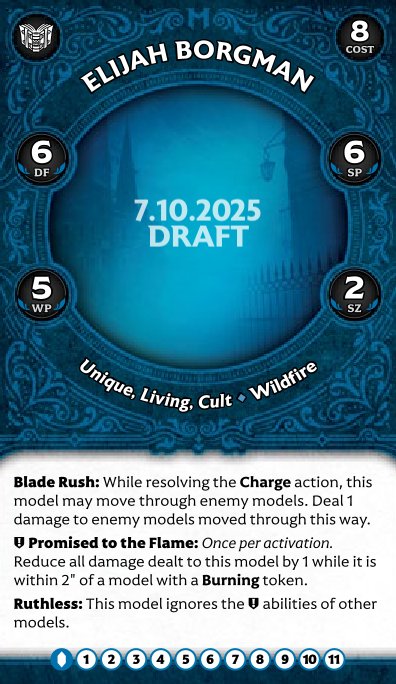 8
COST
ELIJAH BORGMAN
6
DF
6
SP
7.10.2025
DRAFT
5
WP
2
SZ
Unique, Living, Cult ♦ Wildfire
Blade Rush: While resolving the Charge action, this
model may move through enemy models. Deal 1
damage to enemy models moved through this way.
Promised to the Flame: Once per activation.
Reduce all damage dealt to this model by 1 while it is
within 2" of a model with a Burning token.
Ruthless: This model ignores the abilities of other
models.
1 2 3 4 5 6 7 8 9 10 11